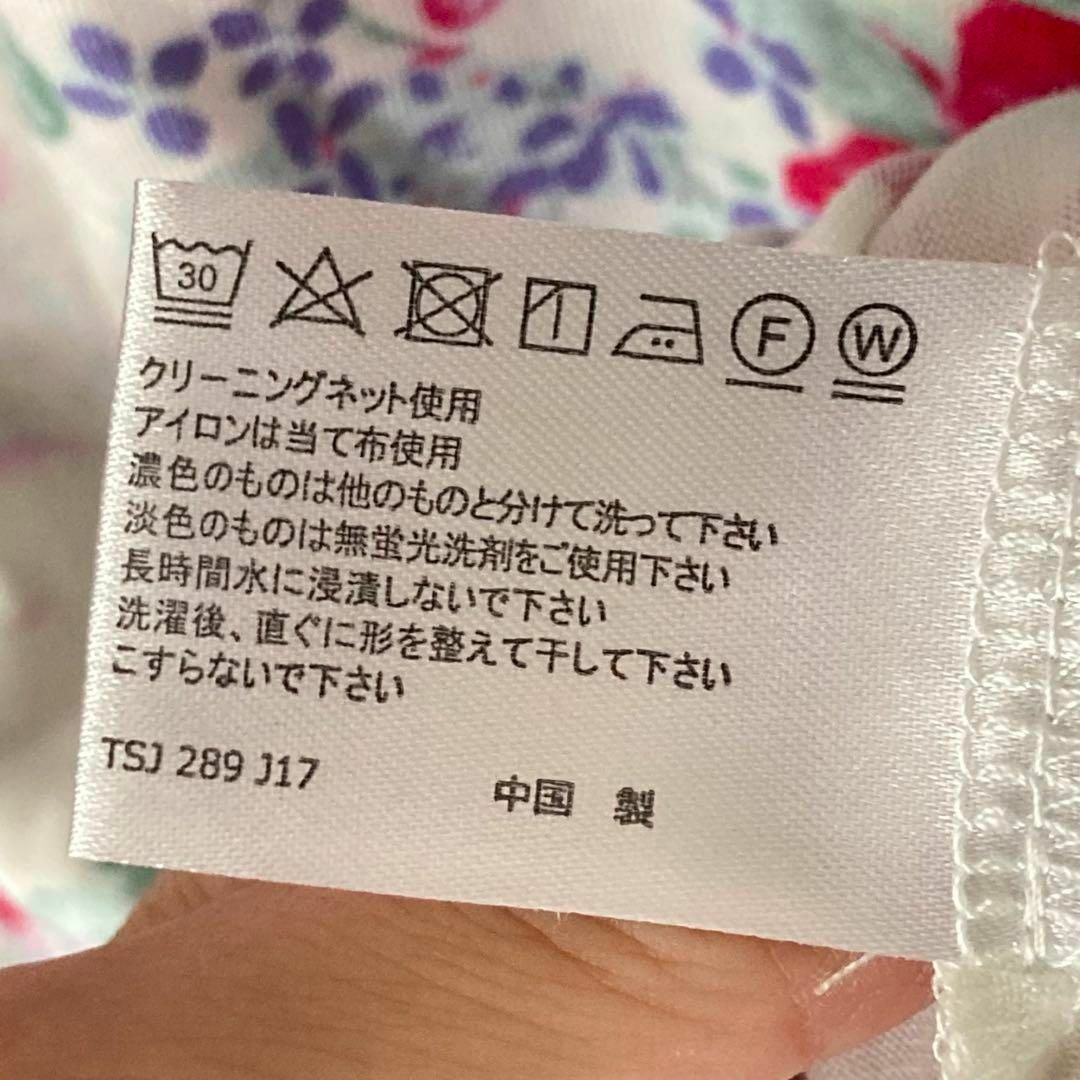 30 F W
クリーニングネット使用
アイロンは当て布使用
濃色のものは他のものと分けて洗って下さい
淡色のものは無蛍光洗剤をご使用下さい
長時間水に浸漬しないで下さい
洗濯後、直ぐに形を整えて干して下さい
こすらないで下さい
TSJ 289 J17 中国 製